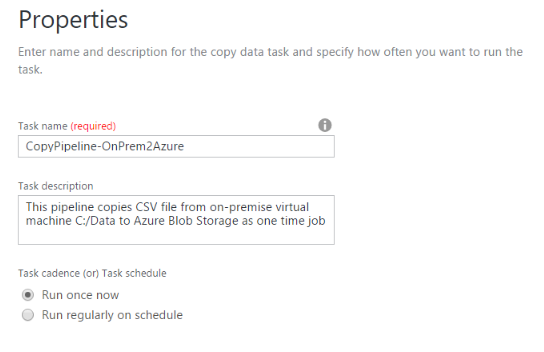 Properties
Enter name and description for the copy data task and specify how often you want to run the
task.
Task name (required)
CopyPipeline-OnPrem2Azure
Task description
This pipeline copies CSV file from on-premise virtual
machine C:/Data to Azure Blob Storage as one time job
Task cadence (or) Task schedule
Run once now
Run regularly on schedule